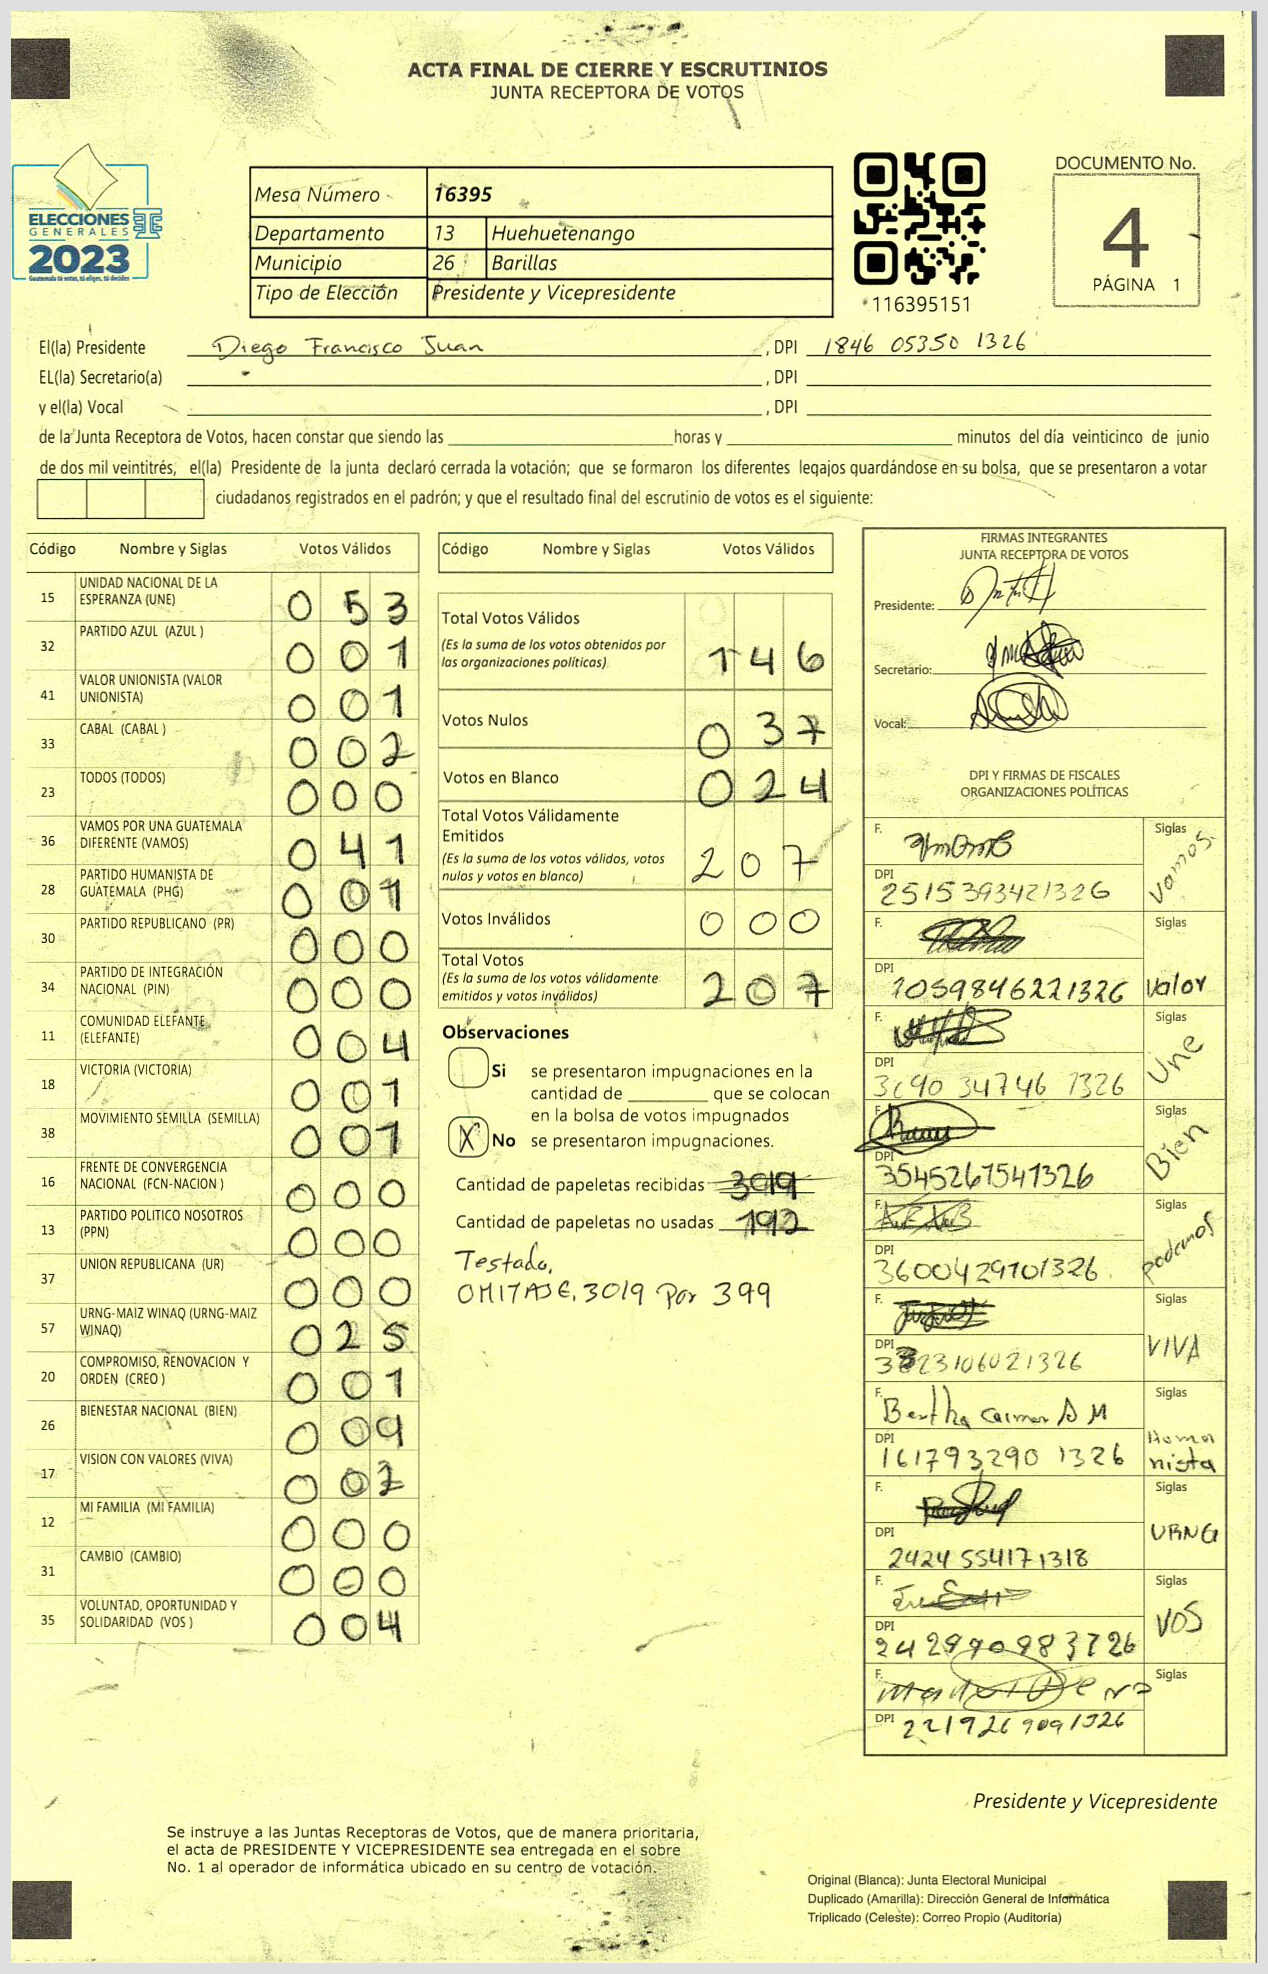 ACTA FINAL DE CIERRE Y ESCRUTINIOS
JUNTA RECEPTORA DE VOTOS
ELECCIONES
GENERALES
2023
Guatemala tú votas, tú eliges, tú decides
Mesa Número 16395
Departamento 13 Huehuetenango
Municipio 26 Barillas
Tipo de Elección Presidente y Vicepresidente
116395151
DOCUMENTO No.
4
PÁGINA 1
El(la) Presidente Diego Francisco Juan, DPI 1846 05350 1326
EL(la) Secretario(a) , DPI
y el(la) Vocal , DPI
de la Junta Receptora de Votos, hacen constar que siendo las horas y minutos del día veinticinco de junio
de dos mil veintitrés, el(la) Presidente de la junta declaró cerrada la votación; que se formaron los diferentes legajos guardándose en su bolsa, que se presentaron a votar
ciudadanos registrados en el padrón; y que el resultado final del escrutinio de votos es el siguiente:
Código Nombre y Siglas Votos Válidos
15 UNIDAD NACIONAL DE LA ESPERANZA (UNE) 0 5 3
32 PARTIDO AZUL (AZUL ) 0 0 1
41 VALOR UNIONISTA (VALOR UNIONISTA) 0 0 1
33 CABAL (CABAL ) 0 0 2
23 TODOS (TODOS) 0 0 0
36 VAMOS POR UNA GUATEMALA DIFERENTE (VAMOS) 0 4 1
28 PARTIDO HUMANISTA DE GUATEMALA (PHG) 0 0 1
30 PARTIDO REPUBLICANO (PR) 0 0 0
34 PARTIDO DE INTEGRACIÓN NACIONAL (PIN) 0 0 0
11 COMUNIDAD ELEFANTE (ELEFANTE) 0 0 4
18 VICTORIA (VICTORIA) 0 0 1
38 MOVIMIENTO SEMILLA (SEMILLA) 0 0 1
16 FRENTE DE CONVERGENCIA NACIONAL (FCN-NACION ) 0 0 0
13 PARTIDO POLITICO NOSOTROS (PPN) 0 0 0
37 UNION REPUBLICANA (UR) 0 0 0
57 URNG-MAIZ WINAQ (URNG-MAIZ WINAQ) 0 2 5
20 COMPROMISO, RENOVACION Y ORDEN (CREO ) 0 0 1
26 BIENESTAR NACIONAL (BIEN) 0 0 9
17 VISION CON VALORES (VIVA) 0 0 2
12 MI FAMILIA (MI FAMILIA) 0 0 0
31 CAMBIO (CAMBIO) 0 0 0
35 VOLUNTAD, OPORTUNIDAD Y SOLIDARIDAD (VOS ) 0 0 4
Código Nombre y Siglas Votos Válidos
Total Votos Válidos
(Es la suma de los votos obtenidos por
las organizaciones políticas) 1 4 6
Votos Nulos 0 3 7
Votos en Blanco 0 2 4
Total Votos Válidamente
Emitidos
(Es la suma de los votos válidos, votos
nulos y votos en blanco) 2 0 7
Votos Inválidos 0 0 0
Total Votos
(Es la suma de los votos válidamente
emitidos y votos inválidos) 2 0 7
Observaciones
Si se presentaron impugnaciones en la
cantidad de que se colocan
en la bolsa de votos impugnados
X No se presentaron impugnaciones.
Cantidad de papeletas recibidas 3019
Cantidad de papeletas no usadas 192
Testado,
OMITASE, 3019 Por 399
FIRMAS INTEGRANTES
JUNTA RECEPTORA DE VOTOS
Presidente:
Secretario:
Vocal:
DPI Y FIRMAS DE FISCALES
ORGANIZACIONES POLÍTICAS
F. Siglas Vamos
DPI 2515393421326
F. Siglas Valor
DPI 1059846221326
F. Siglas Une
DPI 34746 1326
F. Siglas Bien
DPI 3545267541326
F. Siglas podemos
DPI 3600429701326
F. Siglas VIVA
DPI 3323106021326
F. Bertha Carmen A M Siglas Homa nista
DPI 161793290 1326
F. Siglas URNG
DPI 2424 554171318
F. Siglas VOS
DPI
F. Siglas
DPI
Presidente y Vicepresidente
Se instruye a las Juntas Receptoras de Votos, que de manera prioritaria,
el acta de PRESIDENTE Y VICEPRESIDENTE sea entregada en el sobre
No. 1 al operador de informática ubicado en su centro de votación.
Original (Blanca): Junta Electoral Municipal
Duplicado (Amarilla): Dirección General de Informática
Triplicado (Celeste): Correo Propio (Auditoría)